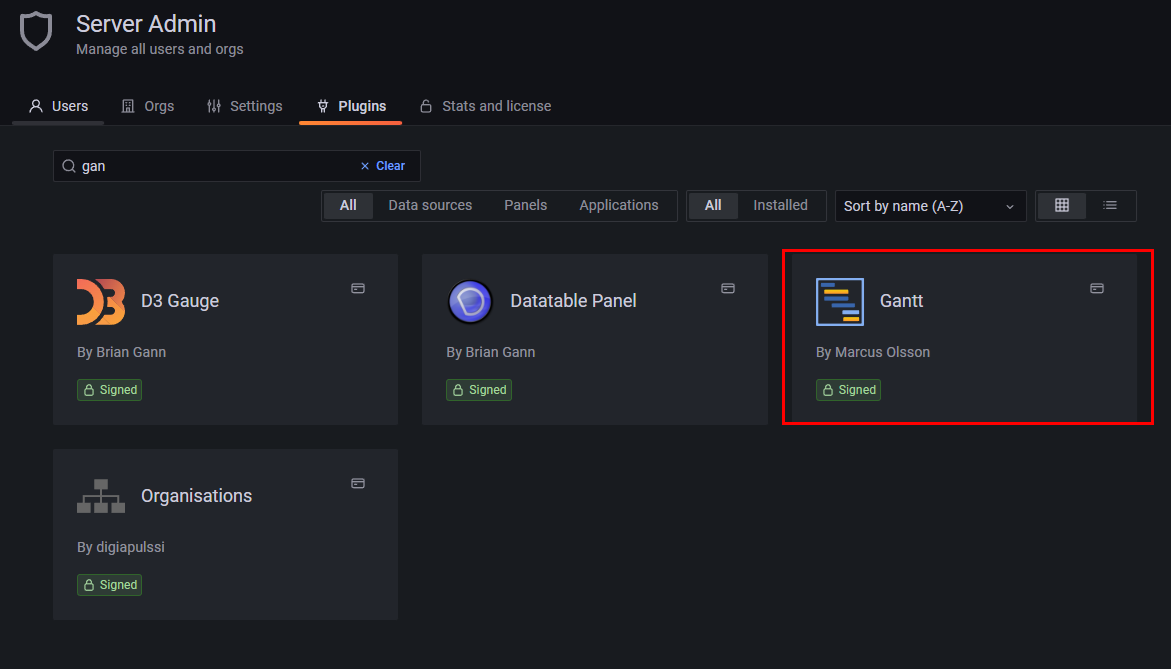 Server Admin
Manage all users and orgs
Users Orgs Settings Plugins Stats and license
gan Clear
All Data sources Panels Applications All Installed Sort by name (A-Z)
D3 Gauge
By Brian Gann
Signed
Datatable Panel
By Brian Gann
Signed
Gantt
By Marcus Olsson
Signed
Organisations
By digiapulssi
Signed